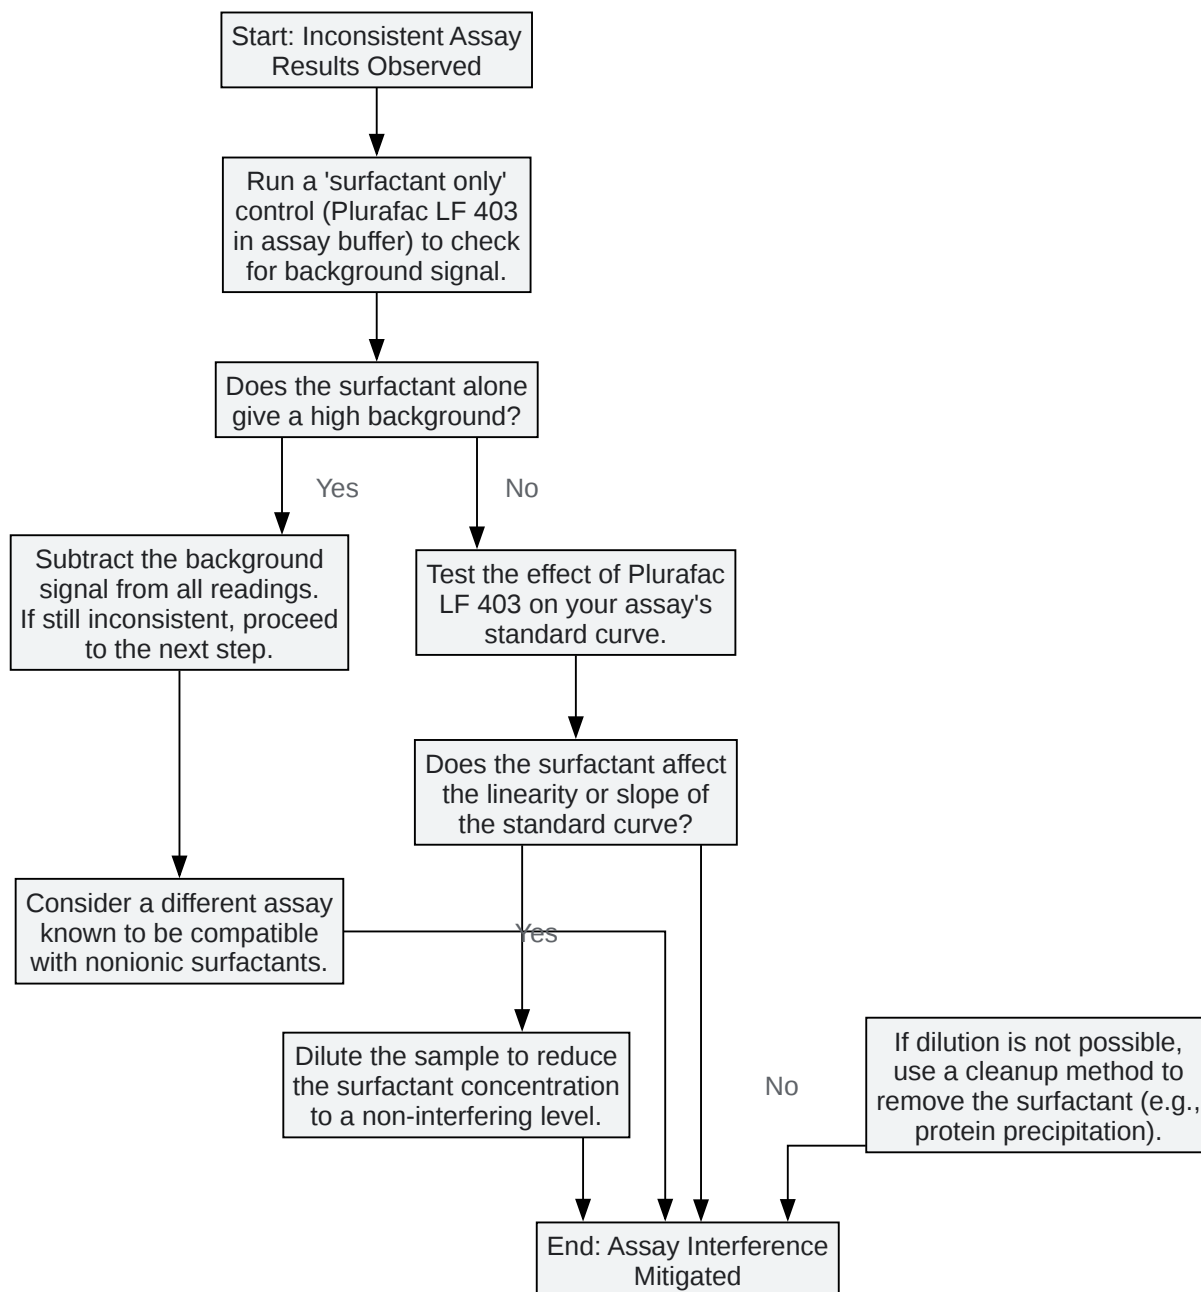 Start: Inconsistent Assay
Results Observed
Run a 'surfactant only'
control (Plurafac LF 403
in assay buffer) to check
for background signal.
Does the surfactant alone
give a high background?
Yes
No
Subtract the background
signal from all readings.
If still inconsistent, proceed
to the next step.
Test the effect of Plurafac
LF 403 on your assay's
standard curve.
Does the surfactant affect
the linearity or slope of
the standard curve?
Consider a different assay
known to be compatible
with nonionic surfactants.
Yes
Dilute the sample to reduce
the surfactant concentration
to a non-interfering level.
No
If dilution is not possible,
use a cleanup method to
remove the surfactant (e.g.,
protein precipitation).
End: Assay Interference
Mitigated